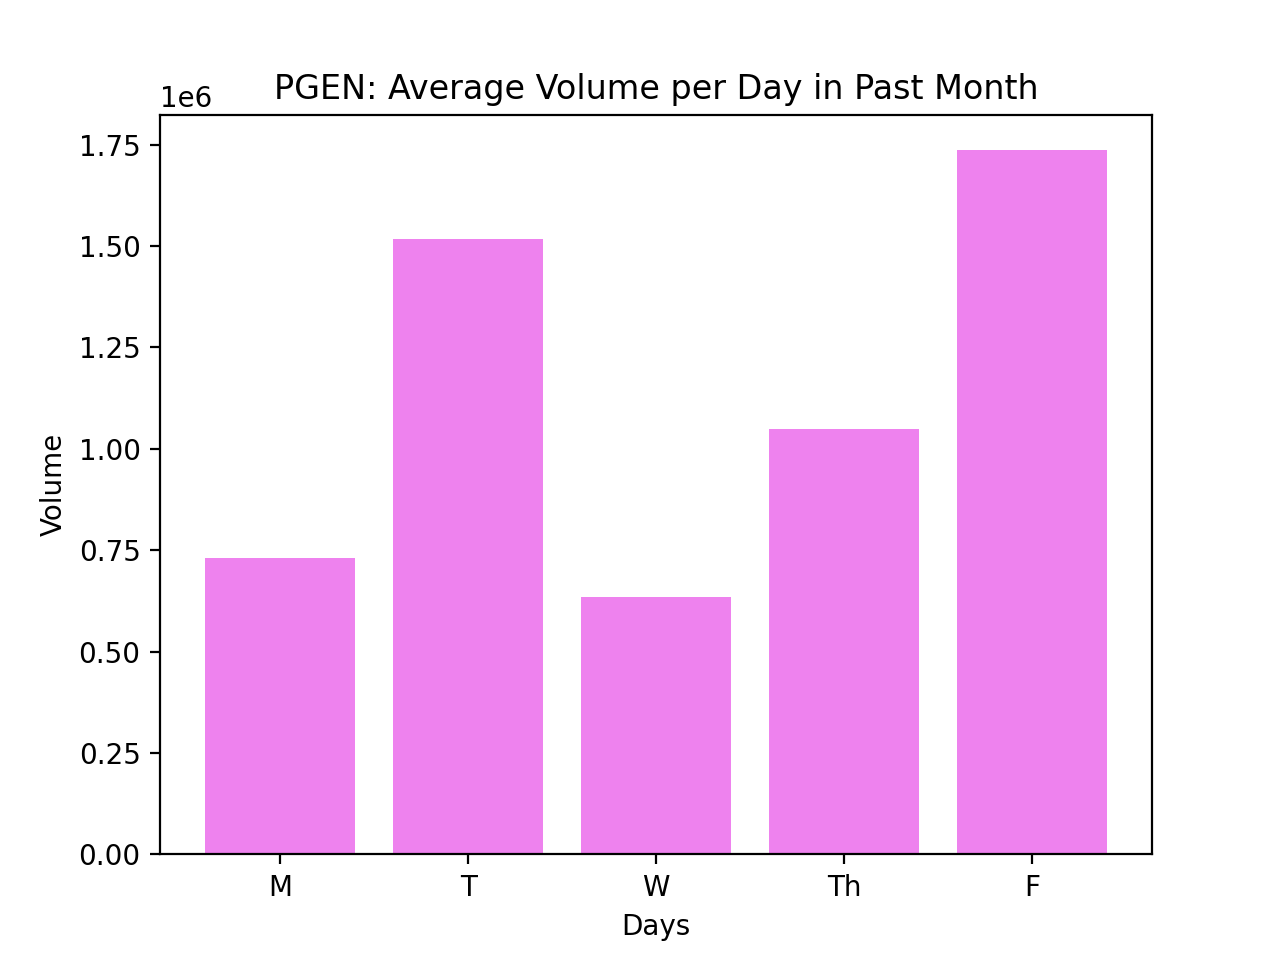 PGEN: Average Volume per Day in Past Month
1e6
1.75
1.50
1.25
1.00
0.75
0.50
0.25
0.00
Volume
M T W Th F
Days